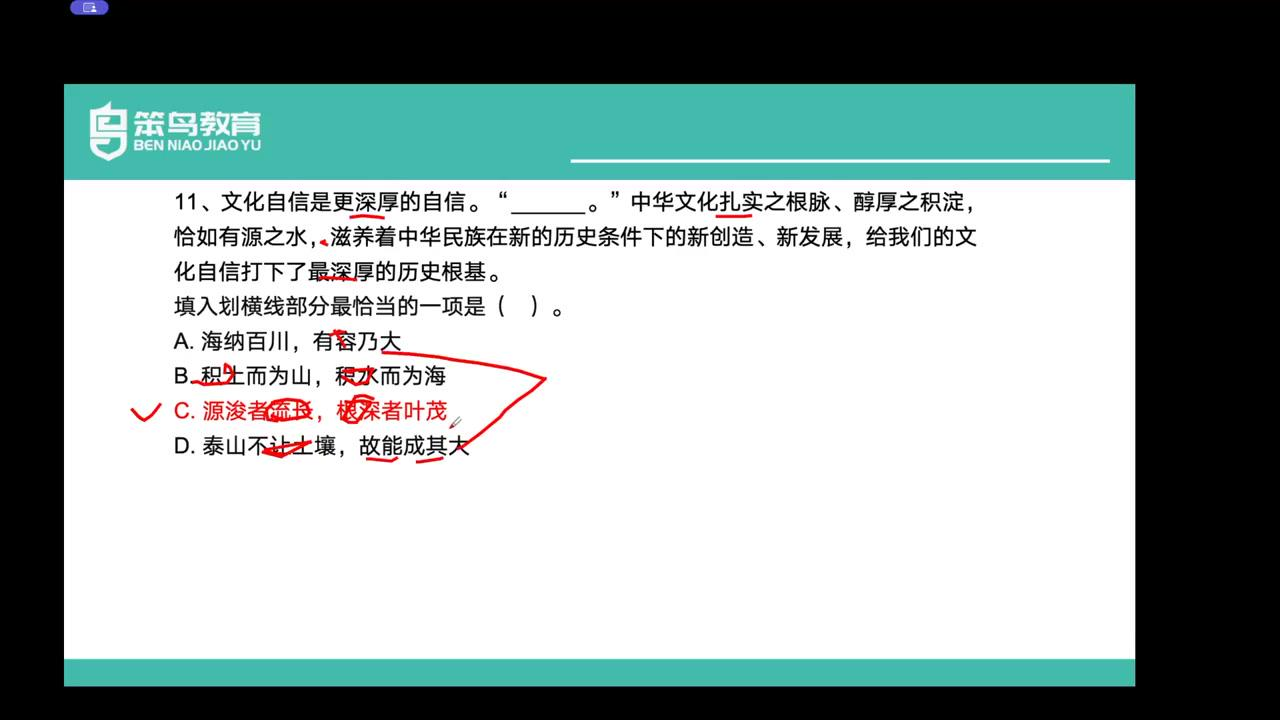 笨鸟教育
BEN NIAO JIAO YU
11、文化自信是更深厚的自信。“______。”中华文化扎实之根脉、醇厚之积淀，
恰如有源之水，滋养着中华民族在新的历史条件下的新创造、新发展，给我们的文
化自信打下了最深厚的历史根基。
填入划横线部分最恰当的一项是（ ）。
A. 海纳百川，有容乃大
B. 积土而为山，积水而为海
C. 源浚者流长，根深者叶茂
D. 泰山不让土壤，故能成其大